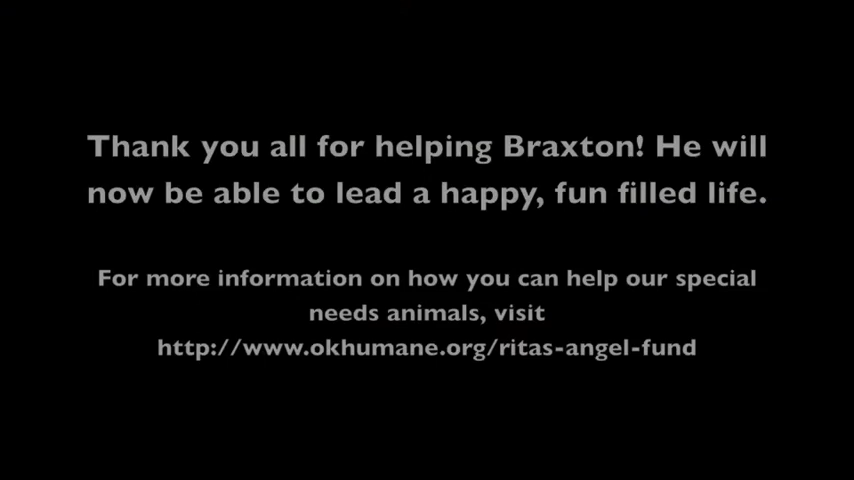 Thank you all for helping Braxton! He will
now be able to lead a happy, fun filled life.
For more information on how you can help our special
needs animals, visit
http://www.okhumane.org/ritas-angel-fund